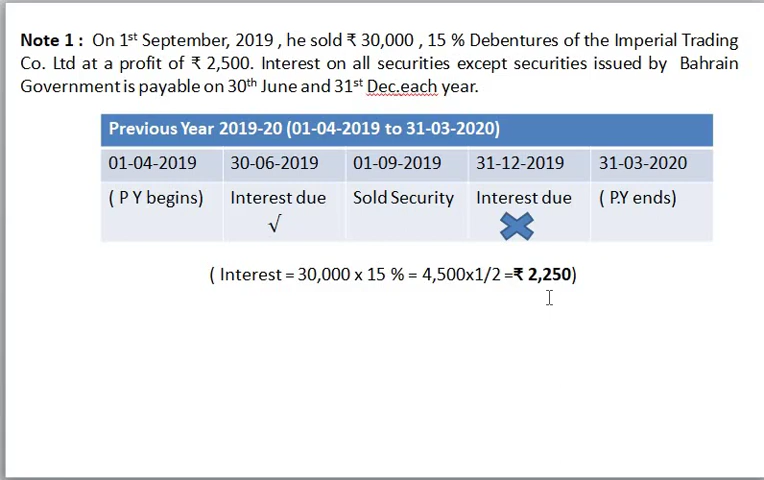 Note 1 :  On 1st September, 2019 , he sold ₹ 30,000 , 15 % Debentures of the Imperial Trading
Co. Ltd at a profit of ₹ 2,500. Interest on all securities except securities issued by  Bahrain
Government is payable on 30th June and 31st Dec.each year.
Previous Year 2019-20 (01-04-2019 to 31-03-2020)
01-04-2019 30-06-2019 01-09-2019 31-12-2019 31-03-2020
( P Y begins) Interest due Sold Security Interest due ( P.Y ends)
√
( Interest = 30,000 x 15 % = 4,500x1/2 =₹ 2,250)